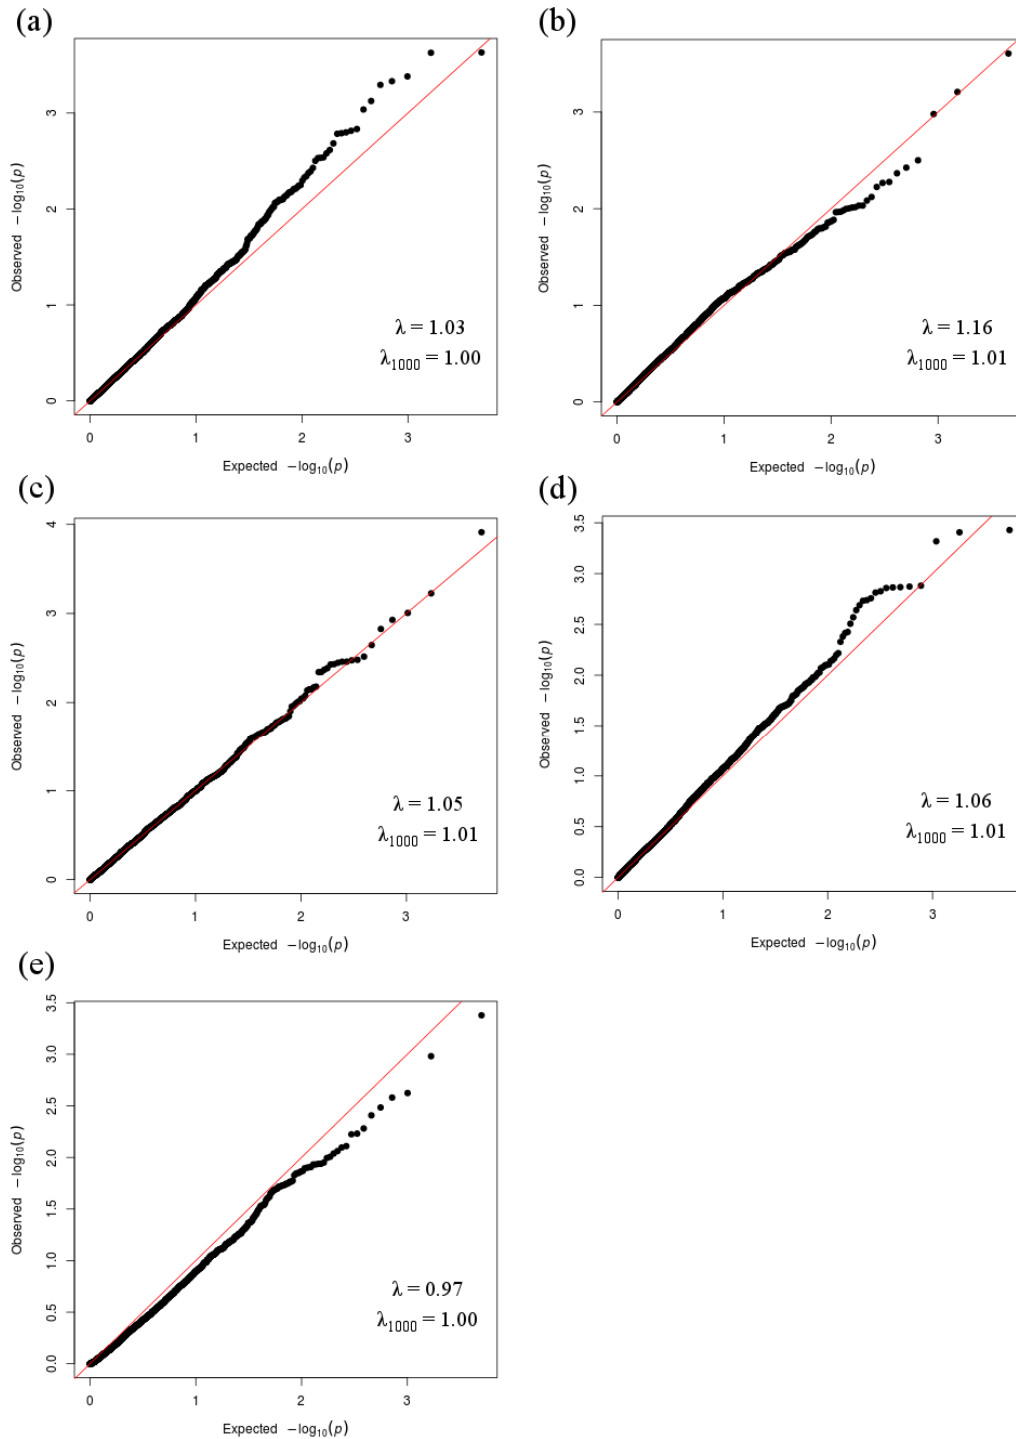 (a)
3
2
1
0
Observed −log10(p)
0 1 2 3
Expected −log10(p)
λ = 1.03
λ1000 = 1.00
(b)
3
2
1
0
Observed −log10(p)
0 1 2 3
Expected −log10(p)
λ = 1.16
λ1000 = 1.01
(c)
4
3
2
1
0
Observed −log10(p)
0 1 2 3
Expected −log10(p)
λ = 1.05
λ1000 = 1.01
(d)
3.5
3.0
2.5
2.0
1.5
1.0
0.5
0.0
Observed −log10(p)
0 1 2 3
Expected −log10(p)
λ = 1.06
λ1000 = 1.01
(e)
3.5
3.0
2.5
2.0
1.5
1.0
0.5
0.0
Observed −log10(p)
0 1 2 3
Expected −log10(p)
λ = 0.97
λ1000 = 1.00